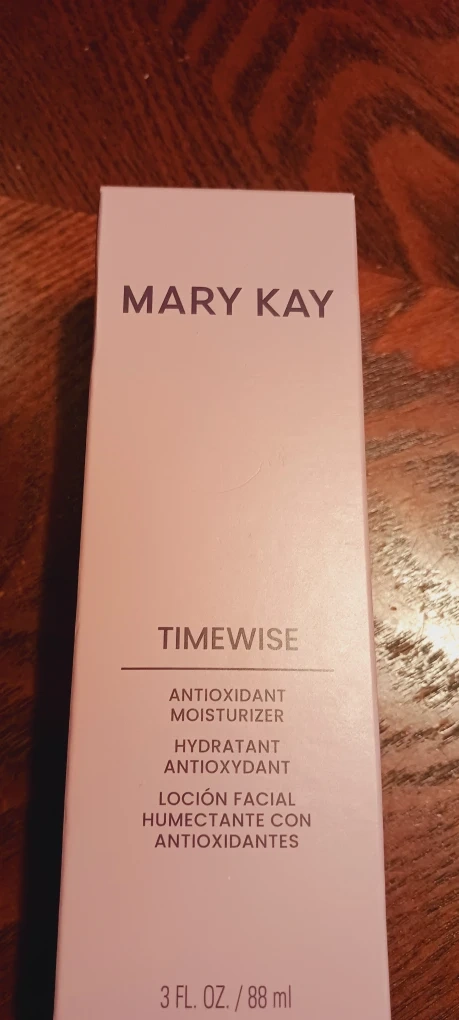 MARY KAY
TIMEWISE
ANTIOXIDANT
MOISTURIZER
HYDRATANT
ANTIOXYDANT
LOCIÓN FACIAL
HUMECTANTE CON
ANTIOXIDANTES
3 FL. OZ. / 88 ml